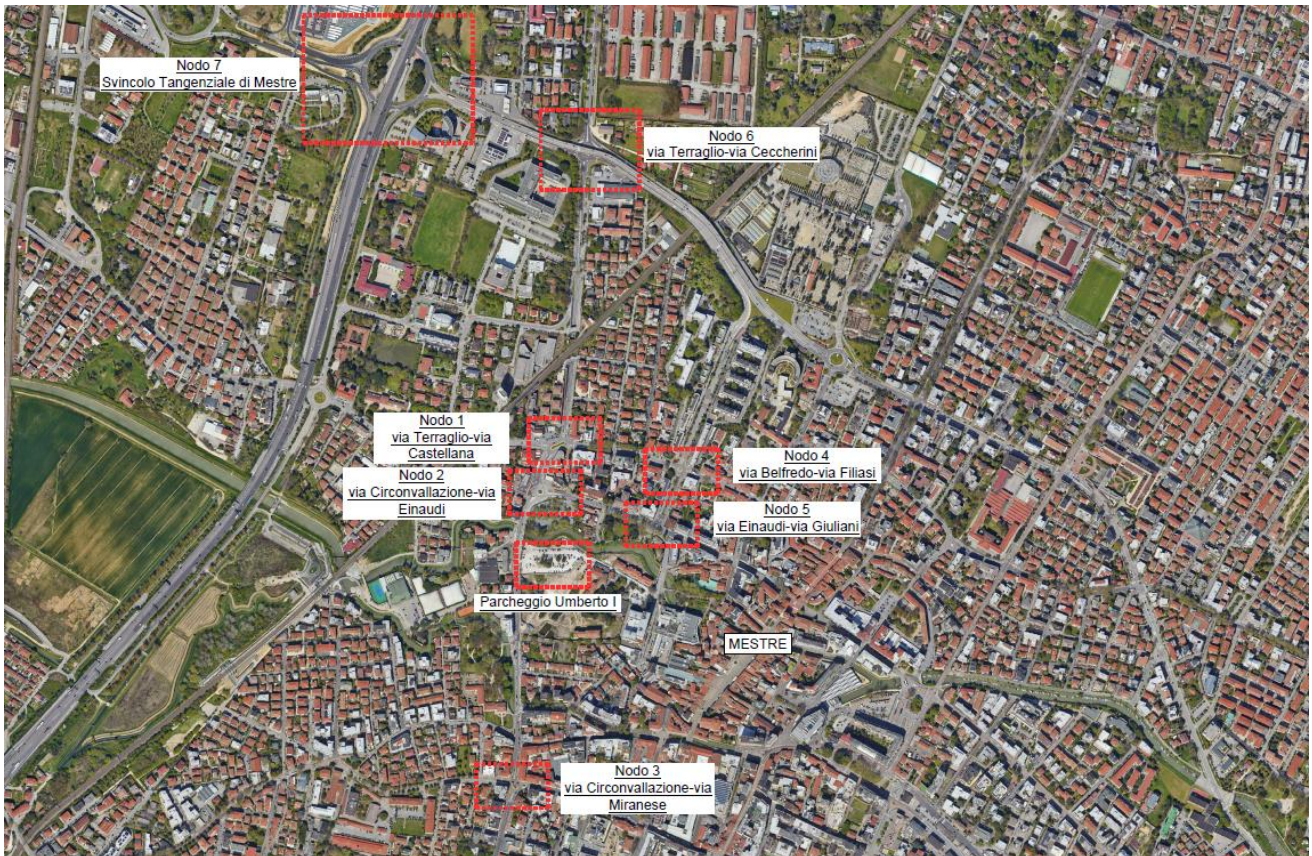 Nodo 7
Svincolo Tangenziale di Mestre
Nodo 6
via Terraglio-via Ceccherini
Nodo 1
via Terraglio-via
Castellana
Nodo 2
via Circonvallazione-via
Einaudi
Nodo 4
via Belfredo-via Filiasi
Nodo 5
via Einaudi-via Giuliani
Parcheggio Umberto I
MESTRE
Nodo 3
via Circonvallazione-via
Miranese